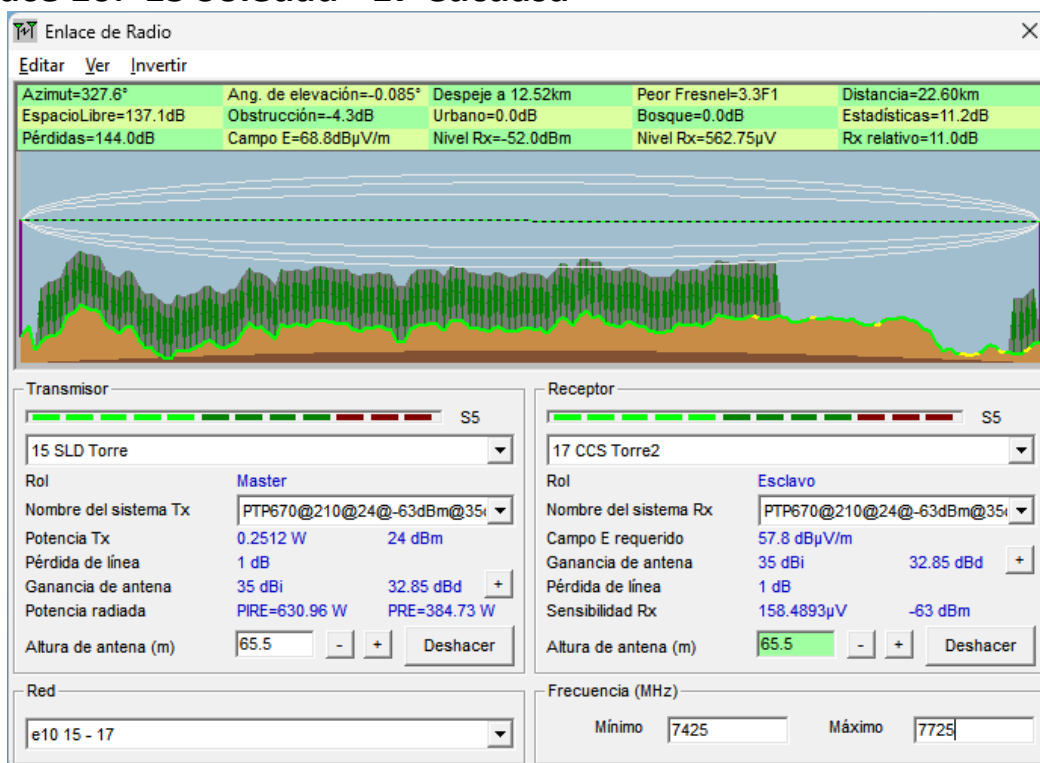 Enlace de Radio
Editar Ver Invertir
Azimut=327.6° Ang. de elevación=-0.085° Despeje a 12.52km Peor Fresnel=3.3F1 Distancia=22.60km
EspacioLibre=137.1dB Obstrucción=-4.3dB Urbano=0.0dB Bosque=0.0dB Estadísticas=11.2dB
Pérdidas=144.0dB Campo E=68.8dBµV/m Nivel Rx=-52.0dBm Nivel Rx=562.75µV Rx relativo=11.0dB
Transmisor
S5
15 SLD Torre
Rol Master
Nombre del sistema Tx PTP670@210@24@-63dBm@35
Potencia Tx 0.2512 W 24 dBm
Pérdida de línea 1 dB
Ganancia de antena 35 dBi 32.85 dBd +
Potencia radiada PIRE=630.96 W PRE=384.73 W
Altura de antena (m) 65.5 - + Deshacer
Receptor
S5
17 CCS Torre2
Rol Esclavo
Nombre del sistema Rx PTP670@210@24@-63dBm@35
Campo E requerido 57.8 dBµV/m
Ganancia de antena 35 dBi 32.85 dBd +
Pérdida de línea 1 dB
Sensibilidad Rx 158.4893µV -63 dBm
Altura de antena (m) 65.5 - + Deshacer
Red
e10 15 - 17
Frecuencia (MHz)
Mínimo 7425 Máximo 7725